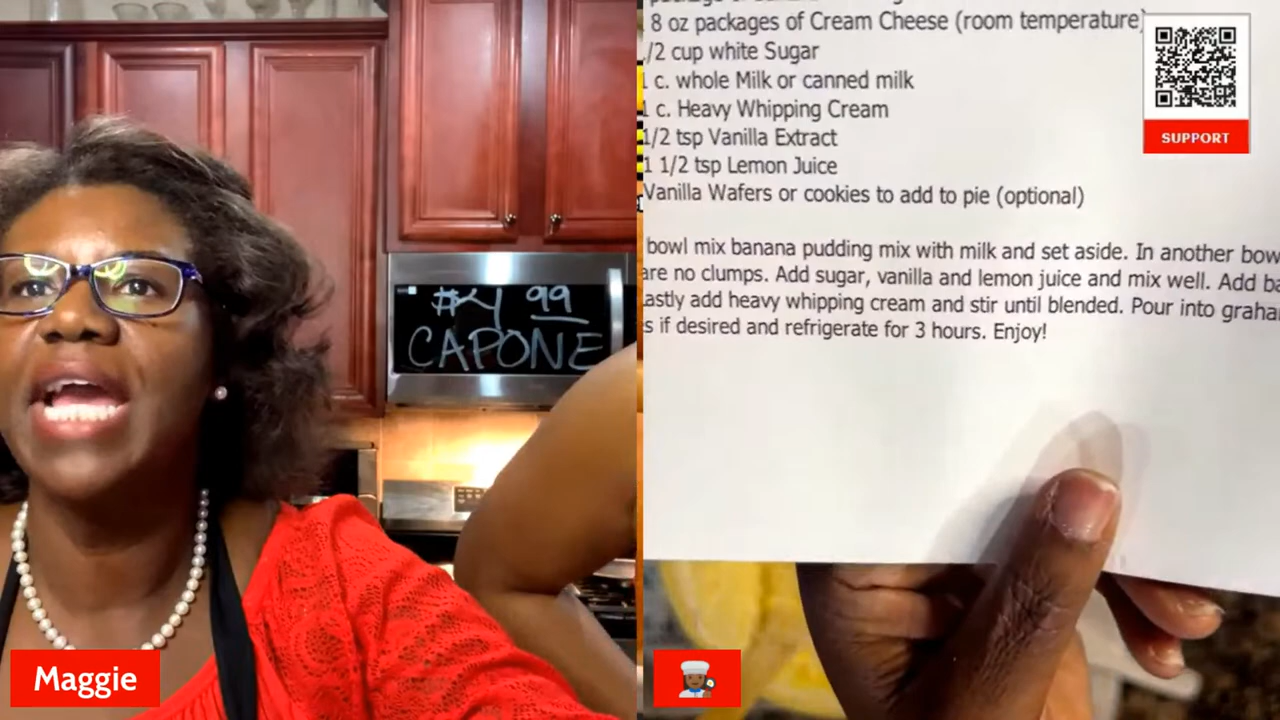 #4 99
CAPONE
Maggie
8 oz packages of Cream Cheese (room temperature)
/2 cup white Sugar
1 c. whole Milk or canned milk
1 c. Heavy Whipping Cream
1/2 tsp Vanilla Extract
1 1/2 tsp Lemon Juice
Vanilla Wafers or cookies to add to pie (optional)
bowl mix banana pudding mix with milk and set aside. In another bow
are no clumps. Add sugar, vanilla and lemon juice and mix well. Add ba
Lastly add heavy whipping cream and stir until blended. Pour into graha
s if desired and refrigerate for 3 hours. Enjoy!
SUPPORT